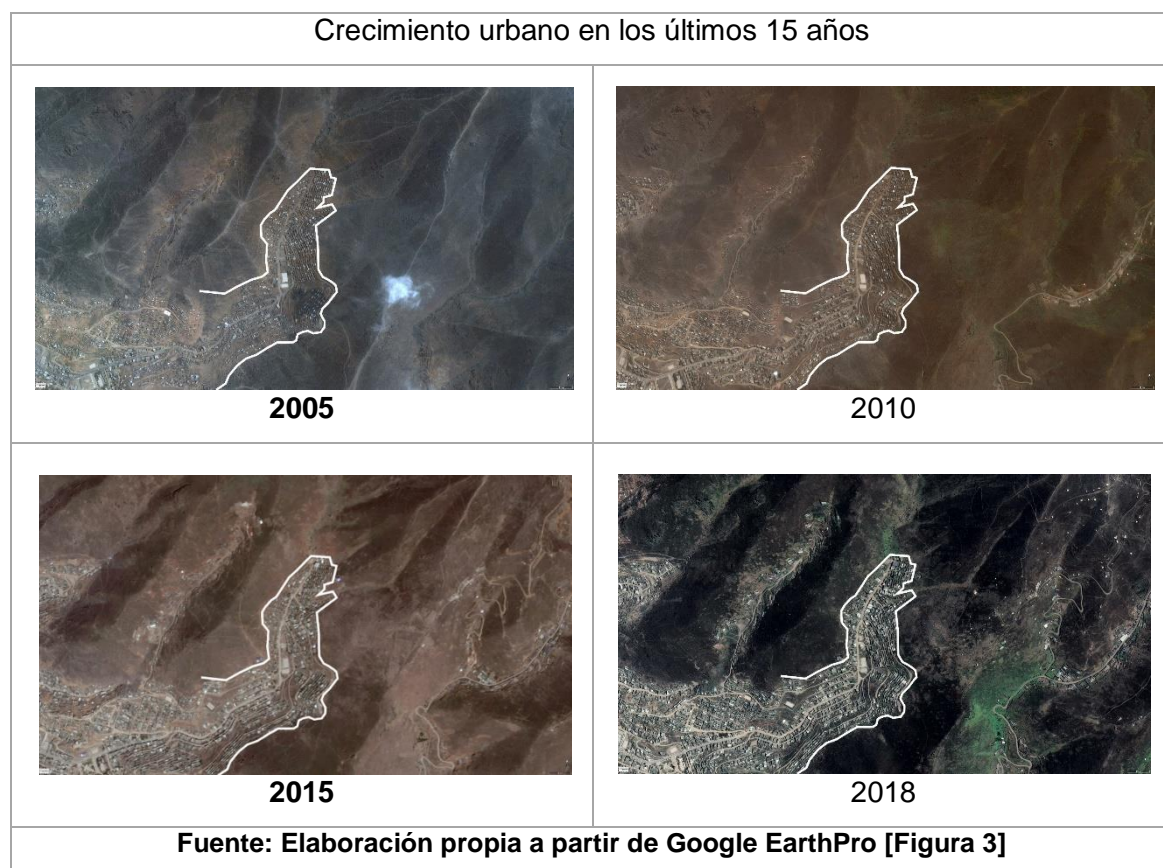 Crecimiento urbano en los últimos 15 años
2005
2010
2015
2018
Fuente: Elaboración propia a partir de Google EarthPro [Figura 3]